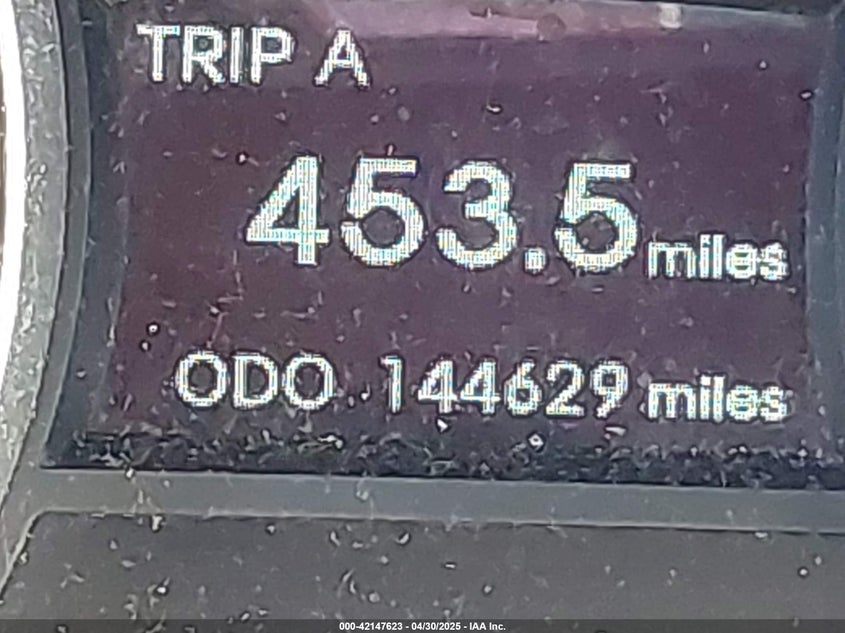 TRIP A
453.5 miles
ODO 144629 miles
000-42147623 - 04/30/2025 - IAA Inc.